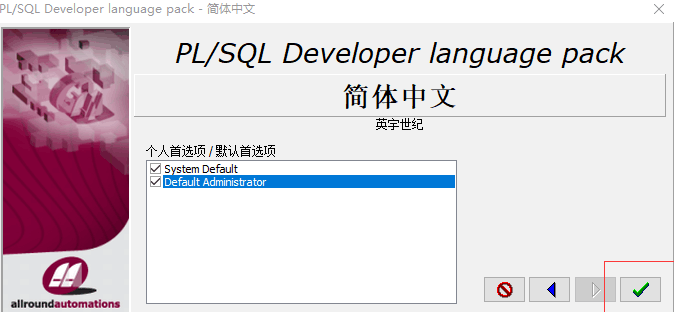 PL/SQL Developer language pack - 简体中文
PL/SQL Developer language pack
简体中文
英宇世纪
个人首选项 / 默认首选项
System Default
Default Administrator
allroundautomations